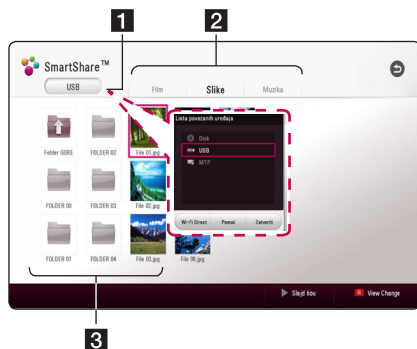 1
2
SmartShare™
USB
Film
Slike
Muzika
Lista povezanih uređaja
Disk
USB
MTP
Wi-Fi Direct
Pomoć
Zatvoriti
Folder GORE
FOLDER 02
File 01.jpg
FOLDER 00
FOLDER 03
File 02.jpg
FOLDER 01
FOLDER 04
File 03.jpg
File 06.jpg
Slajd šou
R View Change
3